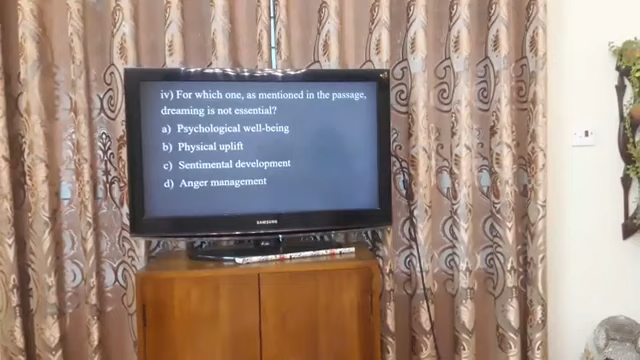 iv) For which one, as mentioned in the passage,
dreaming is not essential?
a) Psychological well-being
b) Physical uplift
c) Sentimental development
d) Anger management
SAMSUNG